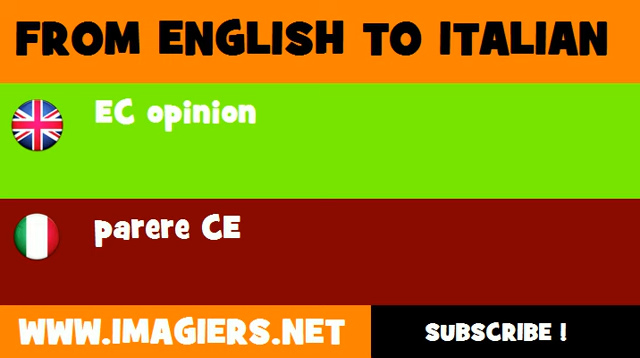 FROM ENGLISH TO ITALIAN
EC opinion
parere CE
WWW.IMAGIERS.NET
SUBSCRIBE !